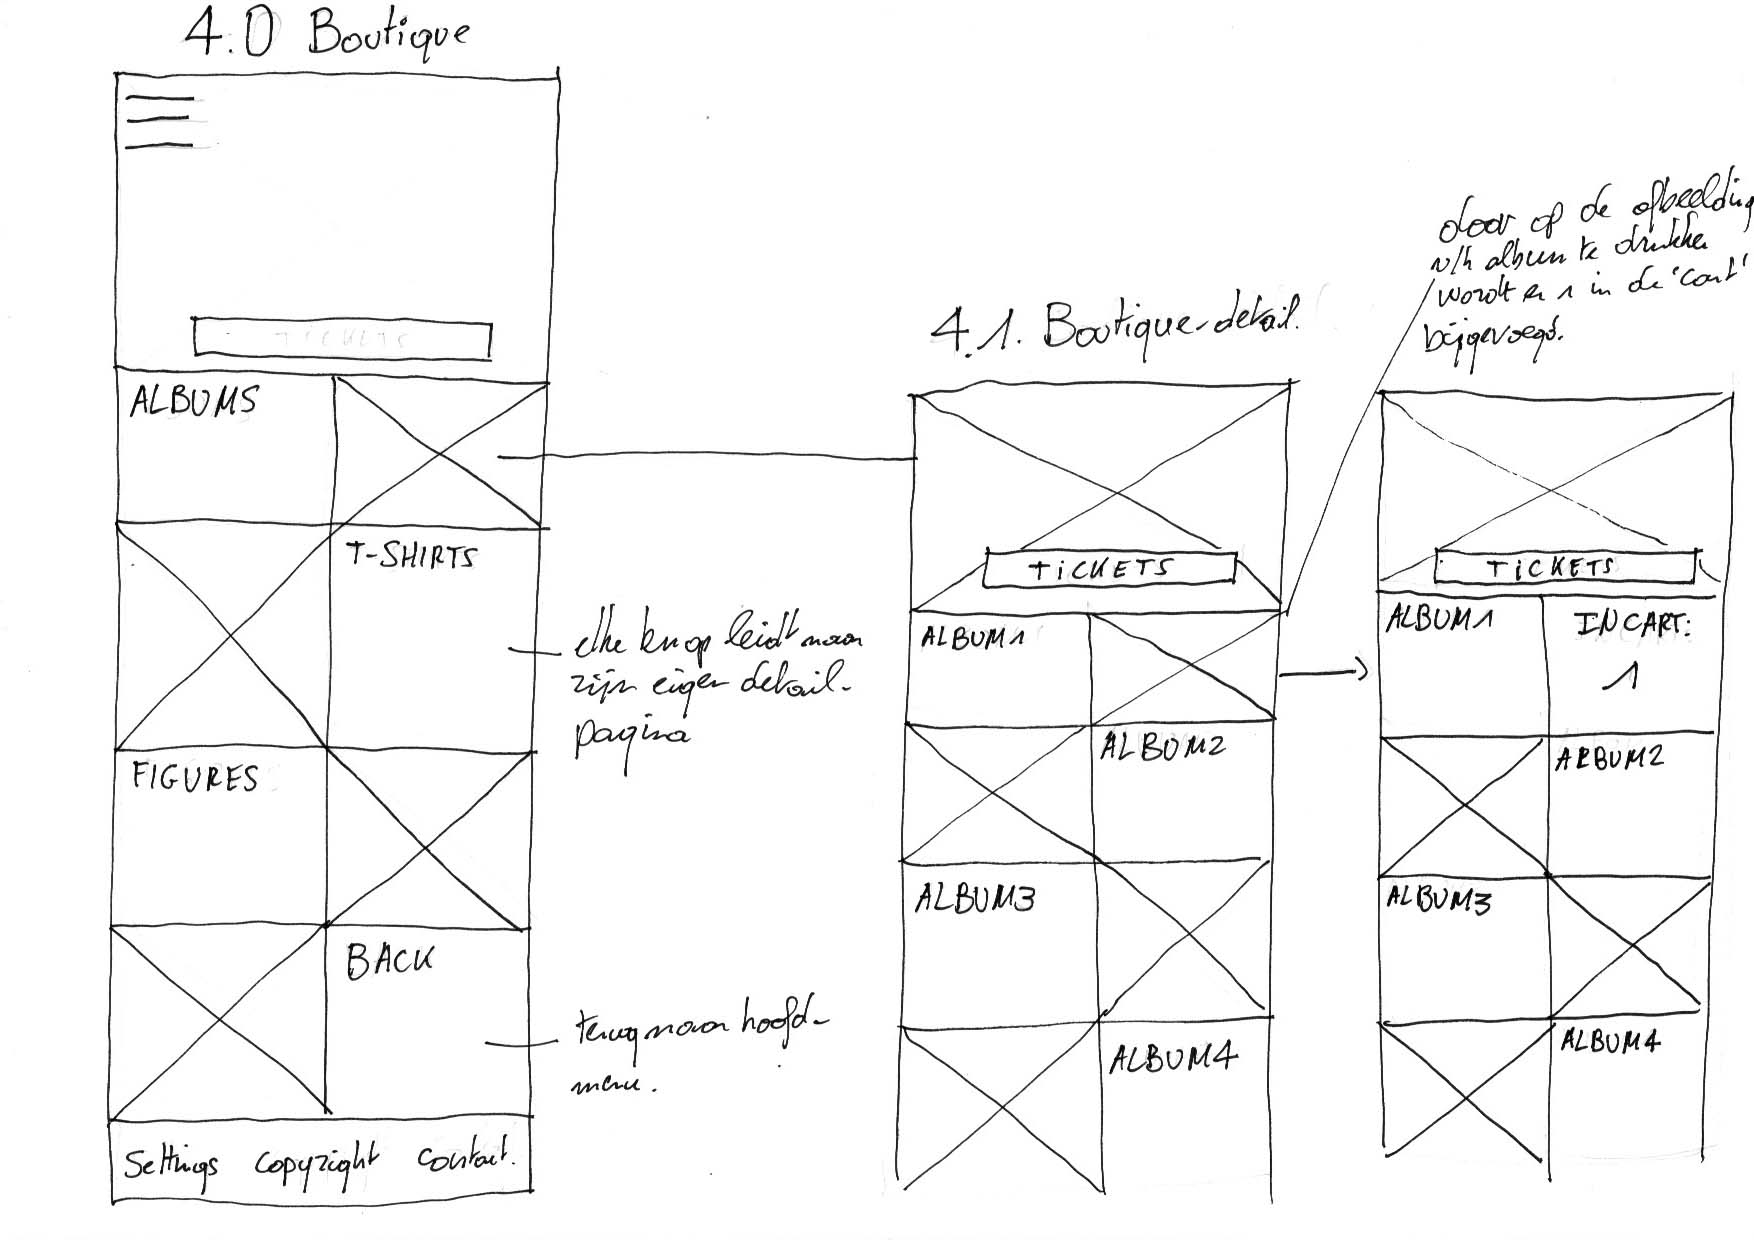 4.0 Boutique
TICKETS
ALBUMS
T-SHIRTS
FIGURES
BACK
Settings Copyright Contact.
elke knop leidt naar
zijn eigen detail-
pagina
terug naar hoofd-
menu.
4.1. Boutique-detail.
TiCKETS
ALBUM1
ALBUM2
ALBUM3
ALBUM4
door op de afbeelding
v/h album te drukken
wordt er 1 in de 'cart'
bijgevoegd.
TiCKETS
ALBUM1 INCART:
1
ALBUM2
ALBUM3
ALBUM4